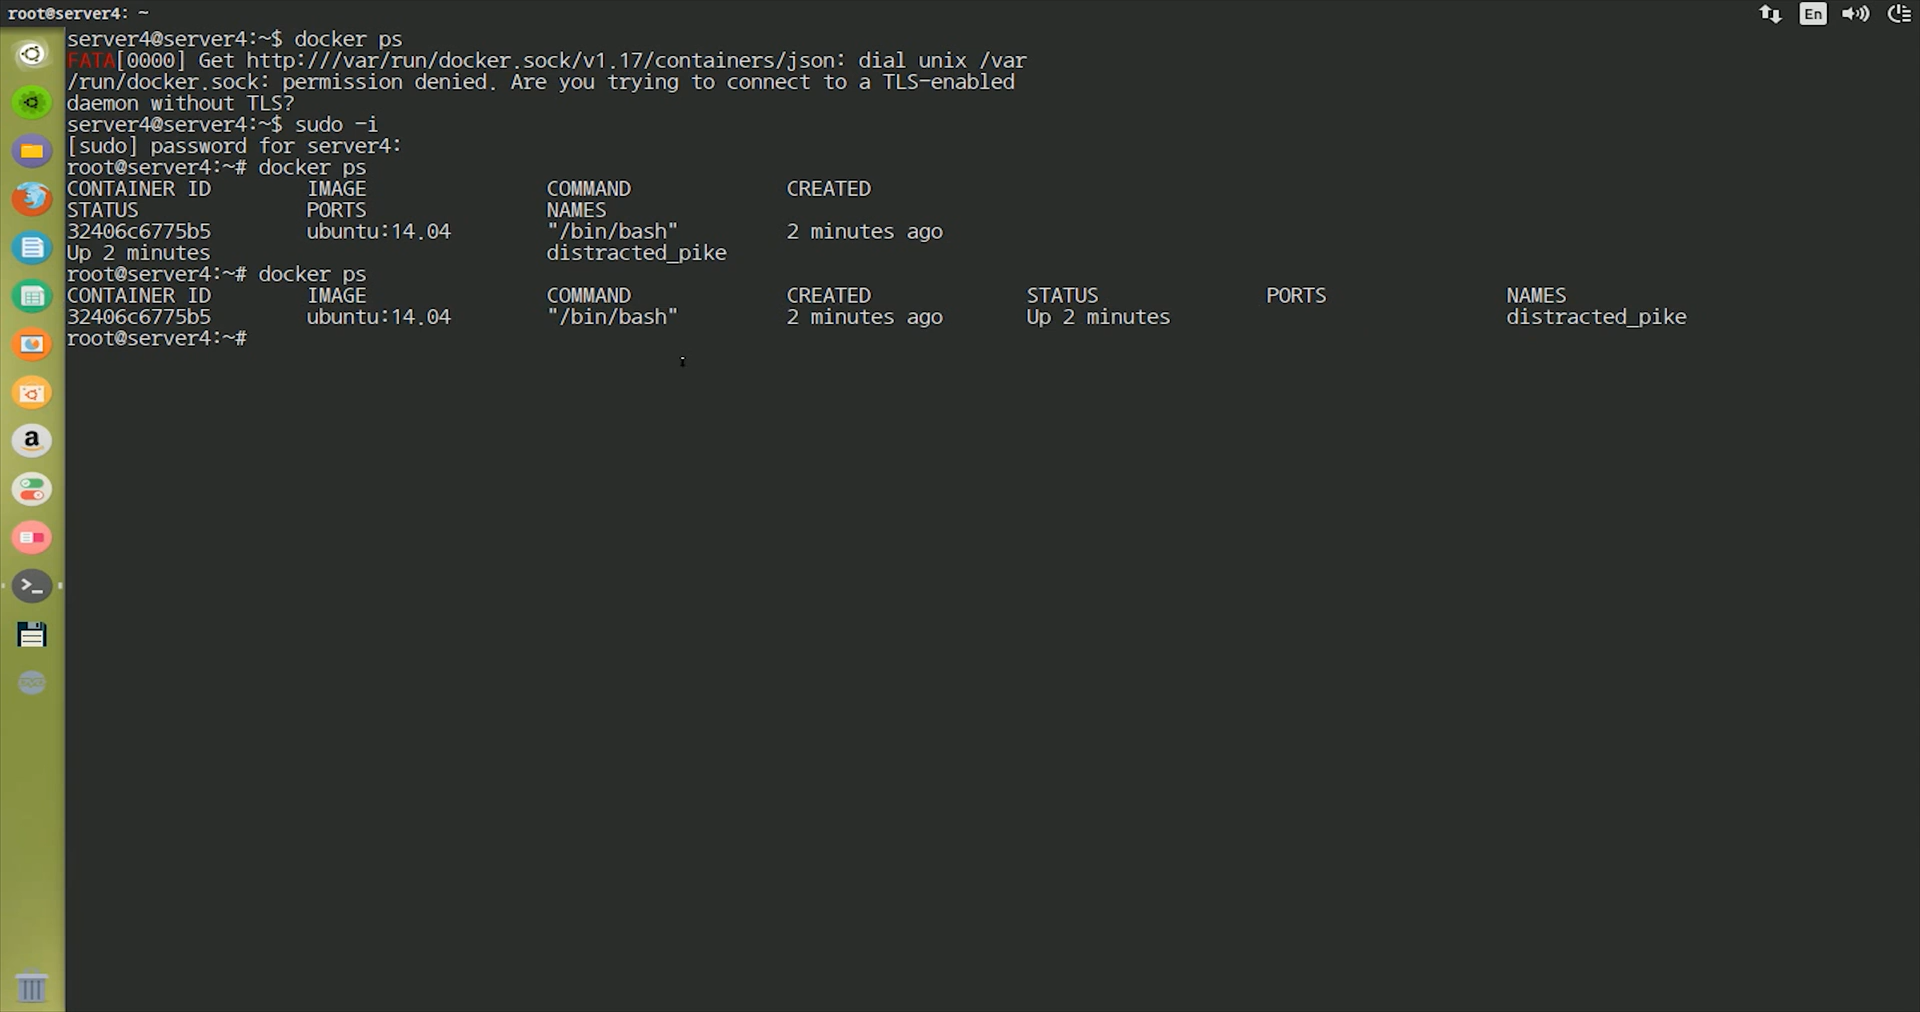 root@server4: ~
En
server4@server4:~$ docker ps
FATA[0000] Get http:///var/run/docker.sock/v1.17/containers/json: dial unix /var
/run/docker.sock: permission denied. Are you trying to connect to a TLS-enabled
daemon without TLS?
server4@server4:~$ sudo -i
[sudo] password for server4:
root@server4:~# docker ps
CONTAINER ID        IMAGE               COMMAND             CREATED
STATUS              PORTS               NAMES
32406c6775b5        ubuntu:14.04        "/bin/bash"         2 minutes ago
Up 2 minutes                            distracted_pike
root@server4:~# docker ps
CONTAINER ID        IMAGE               COMMAND             CREATED             STATUS              PORTS               NAMES
32406c6775b5        ubuntu:14.04        "/bin/bash"         2 minutes ago       Up 2 minutes                            distracted_pike
root@server4:~#